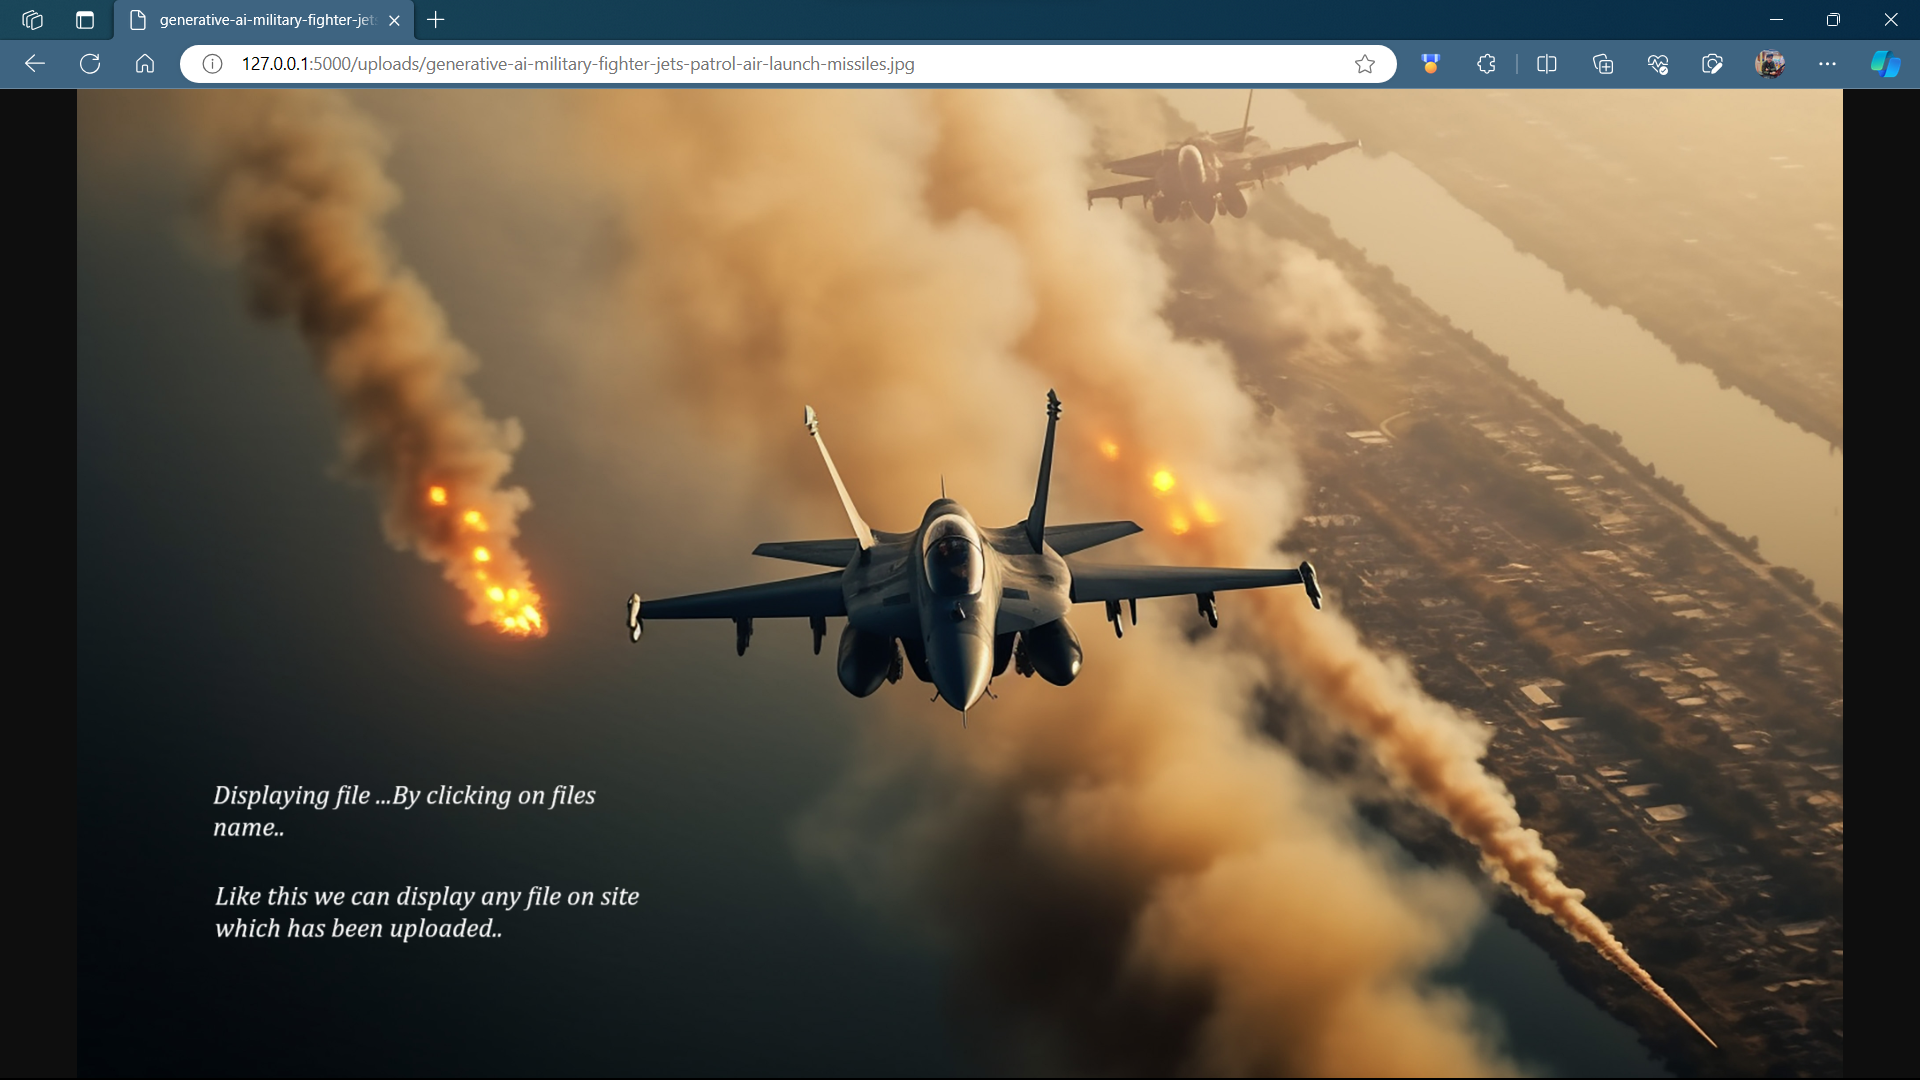 generative-ai-military-fighter-jet
127.0.0.1:5000/uploads/generative-ai-military-fighter-jets-patrol-air-launch-missiles.jpg
Displaying file ...By clicking on files
name..
Like this we can display any file on site
which has been uploaded..